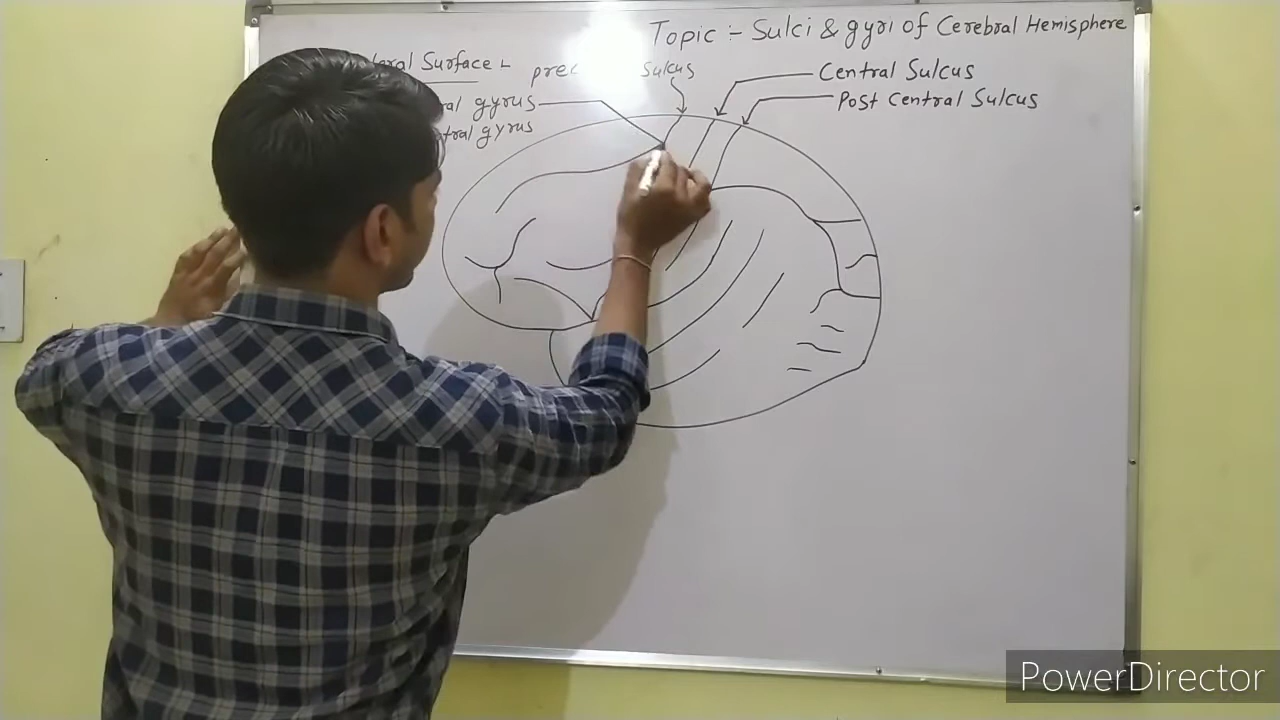 Topic :- Sulci & gyri of Cerebral Hemisphere
Surface :-
Sulcus
Central Sulcus
gyrus
Post Central Sulcus
gyrus
PowerDirector